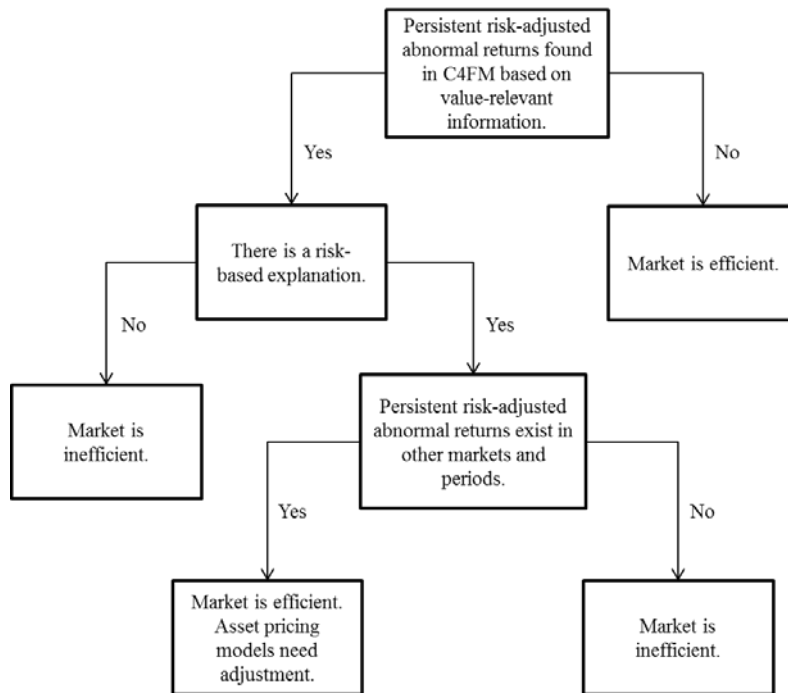 Persistent risk-adjusted
abnormal returns found
in C4FM based on
value-relevant
information.
Yes
No
There is a risk-
based explanation.
Market is efficient.
No
Yes
Market is
inefficient.
Persistent risk-adjusted
abnormal returns exist in
other markets and
periods.
Yes
No
Market is efficient.
Asset pricing
models need
adjustment.
Market is
inefficient.